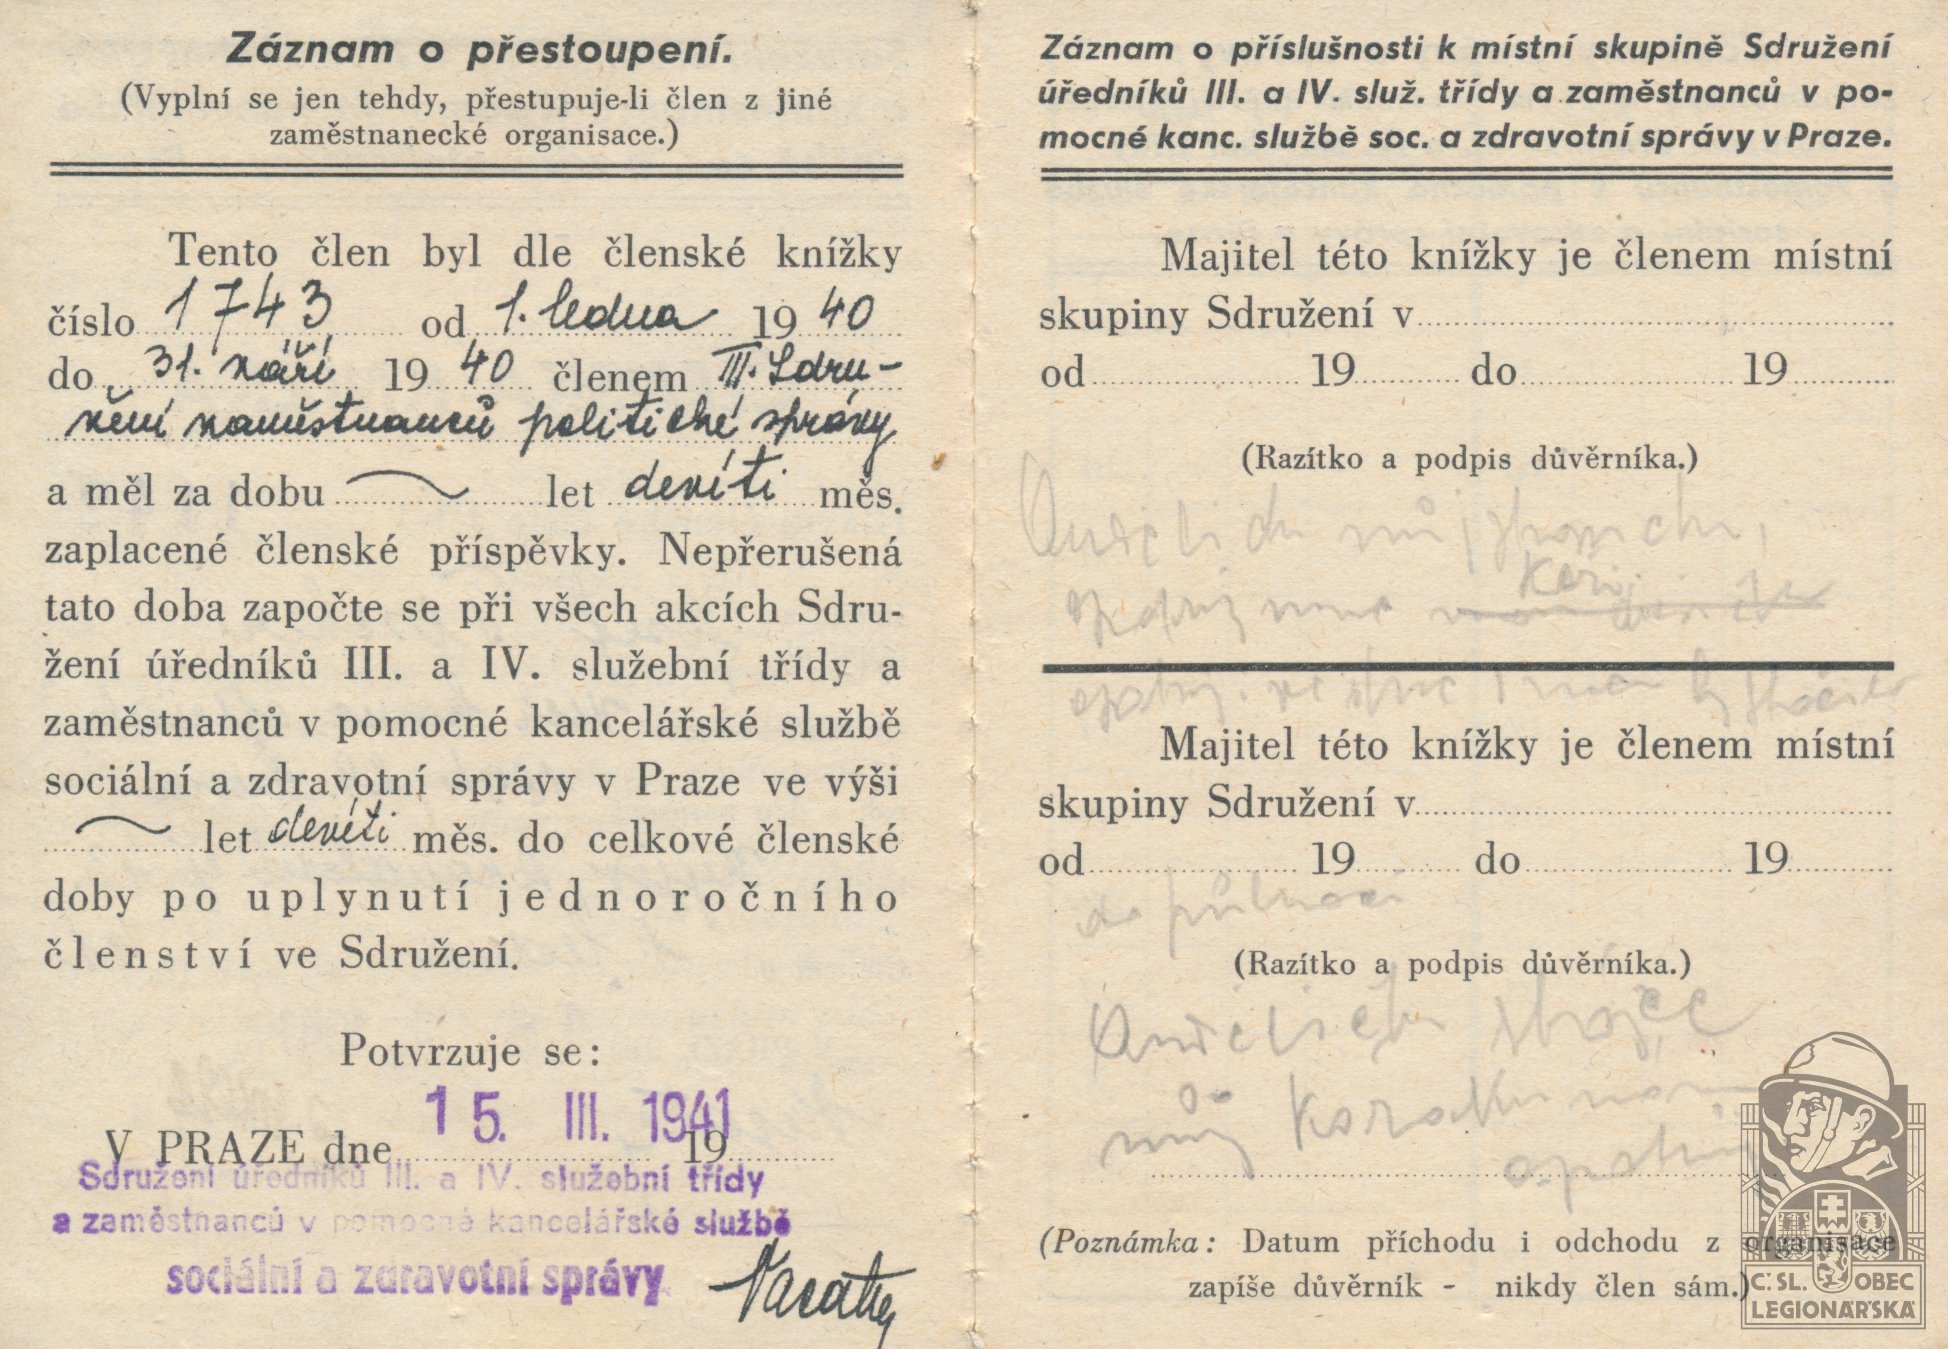 Záznam o přestoupení.
(Vyplní se jen tehdy, přestupuje-li člen z jiné
zaměstnanecké organisace.)
Tento člen byl dle členské knížky
číslo 1743 od 1. ledna 1940
do 31. září 1940 členem III. Sdru-
žení zaměstnanců politické správy
a měl za dobu let devíti měs.
zaplacené členské příspěvky. Nepřerušená
tato doba započte se při všech akcích Sdru-
žení úředníků III. a IV. služební třídy a
zaměstnanců v pomocné kancelářské službě
sociální a zdravotní správy v Praze ve výši
let devíti měs. do celkové členské
doby po uplynutí jednoročního
členství ve Sdružení.
Potvrzuje se:
V PRAZE dne 15. III. 1941 19
Sdružení úředníků III. a IV. služební třídy
a zaměstnanců v pomocné kancelářské službě
sociální a zdravotní správy
Záznam o příslušnosti k místní skupině Sdružení
úředníků III. a IV. služ. třídy a zaměstnanců v po-
mocné kanc. službě soc. a zdravotní správy v Praze.
Majitel této knížky je členem místní
skupiny Sdružení v
od 19 do 19
(Razítko a podpis důvěrníka.)
můj
Majitel této knížky je členem místní
skupiny Sdružení v
od 19 do 19
do půlnoci
(Razítko a podpis důvěrníka.)
můj
(Poznámka: Datum příchodu i odchodu z organisace
zapíše důvěrník - nikdy člen sám.)
Č.SL. OBEC
LEGIONÁŘSKÁ